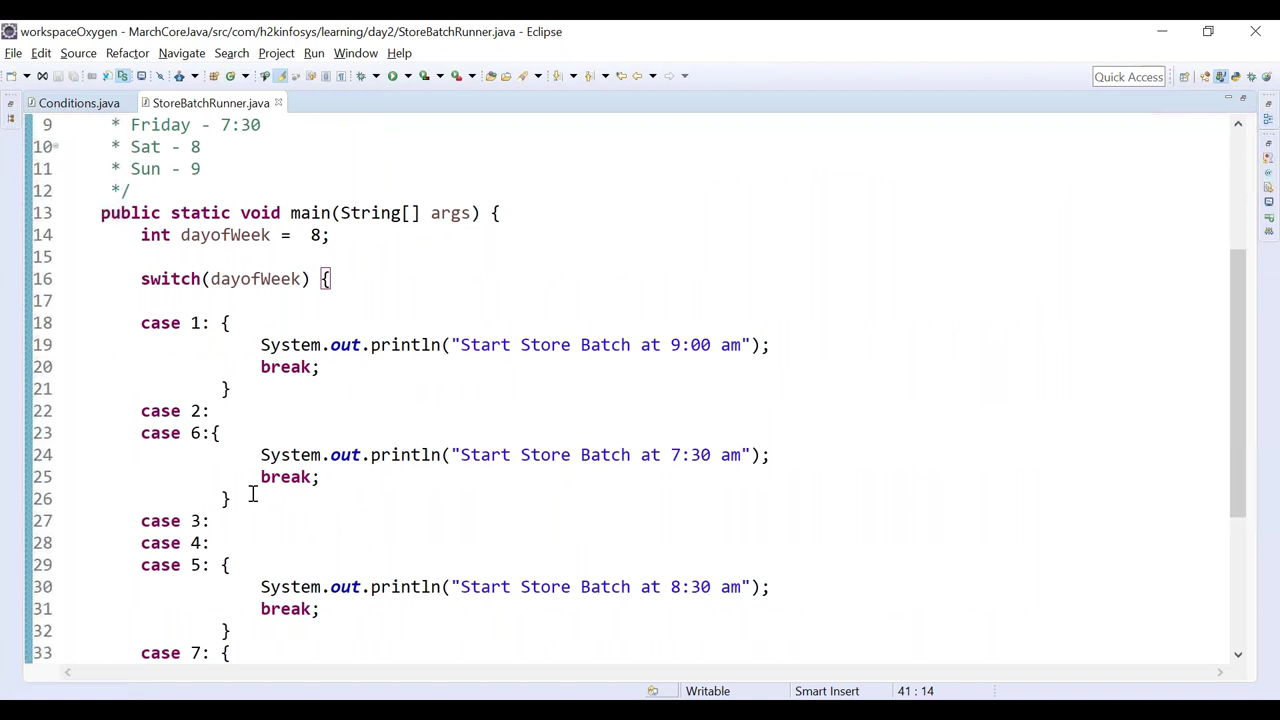 workspaceOxygen - MarchCoreJava/src/com/h2kinfosys/learning/day2/StoreBatchRunner.java - Eclipse
File Edit Source Refactor Navigate Search Project Run Window Help
Quick Access
Conditions.java StoreBatchRunner.java
9 * Friday - 7:30
10 * Sat - 8
11 * Sun - 9
12 */
13 public static void main(String[] args) {
14 int dayofWeek = 8;
15
16 switch(dayofWeek) {
17
18 case 1: {
19 System.out.println("Start Store Batch at 9:00 am");
20 break;
21 }
22 case 2:
23 case 6:{
24 System.out.println("Start Store Batch at 7:30 am");
25 break;
26 }
27 case 3:
28 case 4:
29 case 5: {
30 System.out.println("Start Store Batch at 8:30 am");
31 break;
32 }
33 case 7: {
Writable Smart Insert 41 : 14